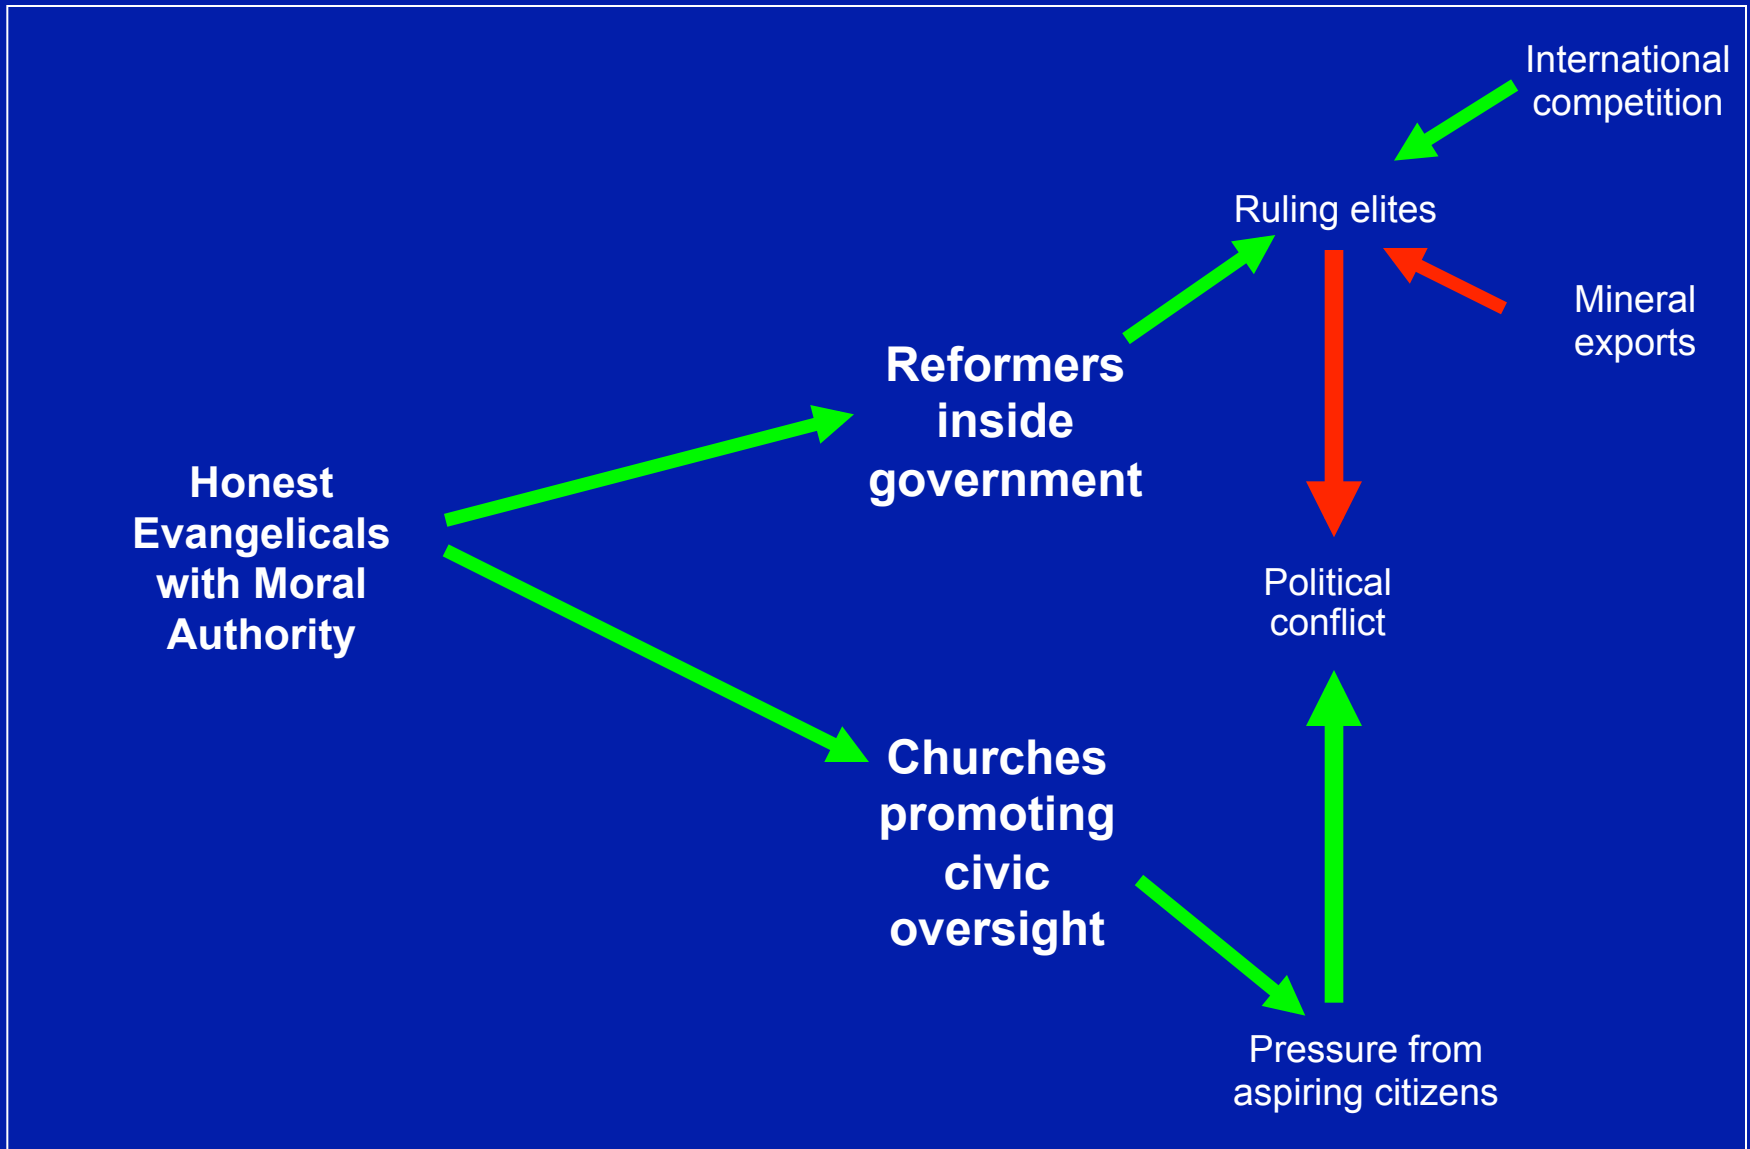 International
competition
Ruling elites
Mineral
exports
Reformers
inside
government
Honest
Evangelicals
with Moral
Authority
Political
conflict
Churches
promoting
civic
oversight
Pressure from
aspiring citizens